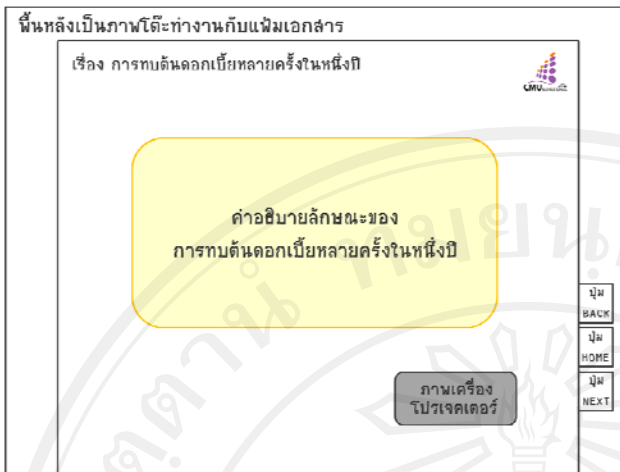 พื้นหลังเป็นภาพโต๊ะทำงานกับแฟ้มเอกสาร
เรื่อง การทบต้นดอกเบี้ยหลายครั้งในหนึ่งปี
CMU
คำอธิบายลักษณะของ
การทบต้นดอกเบี้ยหลายครั้งในหนึ่งปี
ปุ่ม
BACK
ปุ่ม
HOME
ปุ่ม
NEXT
ภาพเครื่อง
โปรเจคเตอร์